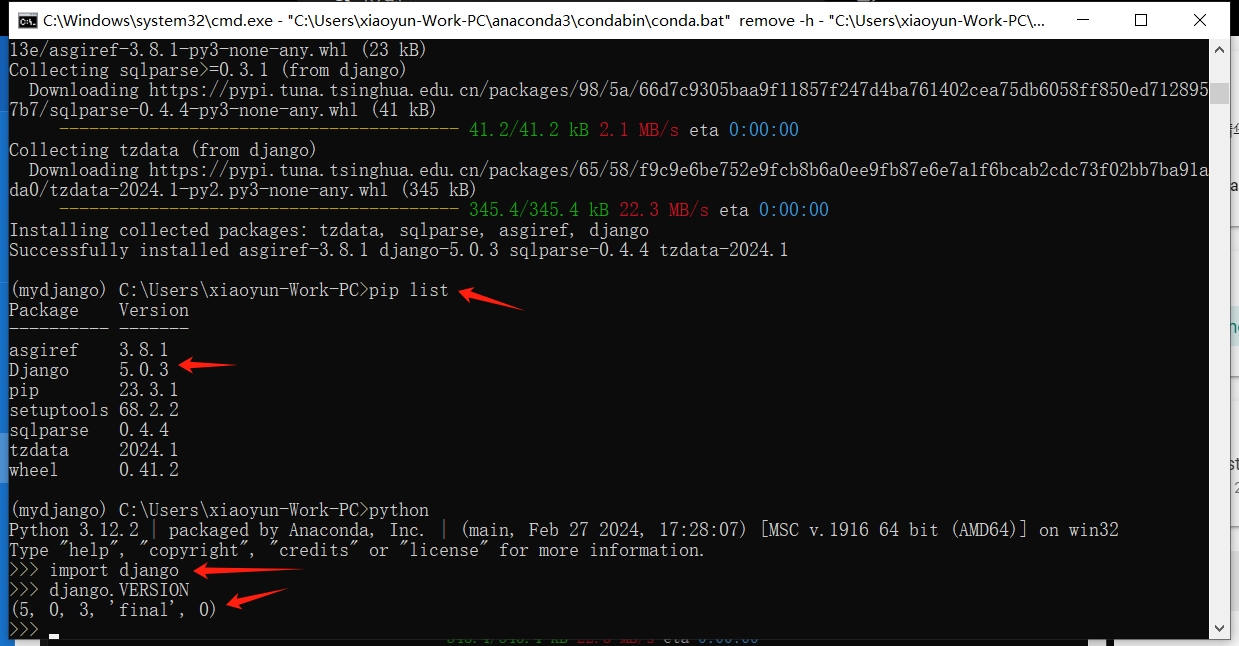 C:\Windows\system32\cmd.exe - "C:\Users\xiaoyun-Work-PC\anaconda3\condabin\conda.bat"  remove -h - "C:\Users\xiaoyun-Work-PC\...
13e/asgiref-3.8.1-py3-none-any.whl (23 kB)
Collecting sqlparse>=0.3.1 (from django)
  Downloading https://pypi.tuna.tsinghua.edu.cn/packages/98/5a/66d7c9305baa9f11857f247d4ba761402cea75db6058ff850ed712895
7b7/sqlparse-0.4.4-py3-none-any.whl (41 kB)
     ---------------------------------------- 41.2/41.2 kB 2.1 MB/s eta 0:00:00
Collecting tzdata (from django)
  Downloading https://pypi.tuna.tsinghua.edu.cn/packages/65/58/f9c9e6be752e9fcb8b6a0ee9fb87e6e7a1f6bcab2cdc73f02bb7ba91a
da0/tzdata-2024.1-py2.py3-none-any.whl (345 kB)
     ---------------------------------------- 345.4/345.4 kB 22.3 MB/s eta 0:00:00
Installing collected packages: tzdata, sqlparse, asgiref, django
Successfully installed asgiref-3.8.1 django-5.0.3 sqlparse-0.4.4 tzdata-2024.1
(mydjango) C:\Users\xiaoyun-Work-PC>pip list
Package    Version
---------- -------
asgiref    3.8.1
Django     5.0.3
pip        23.3.1
setuptools 68.2.2
sqlparse   0.4.4
tzdata     2024.1
wheel      0.41.2
(mydjango) C:\Users\xiaoyun-Work-PC>python
Python 3.12.2 | packaged by Anaconda, Inc. | (main, Feb 27 2024, 17:28:07) [MSC v.1916 64 bit (AMD64)] on win32
Type "help", "copyright", "credits" or "license" for more information.
>>> import django
>>> django.VERSION
(5, 0, 3, 'final', 0)
>>>